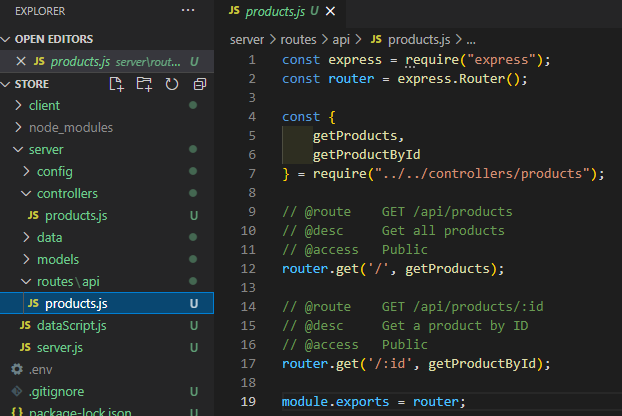 EXPLORER
OPEN EDITORS
JS products.js server\rout... U
STORE
client
node_modules
server
config
controllers
JS products.js U
data
models
routes\api
JS products.js U
JS dataScript.js U
JS server.js U
.env
.gitignore U
{} package-lock.json U
JS products.js U
server > routes > api > JS products.js > ...
1 const express = require("express");
2 const router = express.Router();
3
4 const {
5     getProducts,
6     getProductById
7 } = require("../../controllers/products");
8
9 // @route    GET /api/products
10 // @desc     Get all products
11 // @access   Public
12 router.get('/', getProducts);
13
14 // @route    GET /api/products/:id
15 // @desc     Get a product by ID
16 // @access   Public
17 router.get('/:id', getProductById);
18
19 module.exports = router;